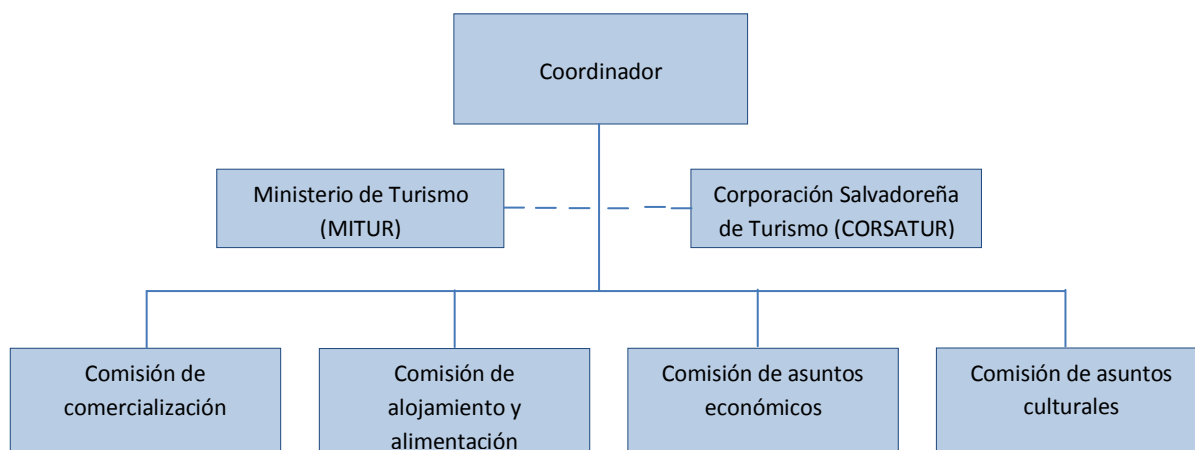 Coordinador
Ministerio de Turismo
(MITUR)
Corporación Salvadoreña
de Turismo (CORSATUR)
Comisión de
comercialización
Comisión de
alojamiento y
alimentación
Comisión de asuntos
económicos
Comisión de asuntos
culturales